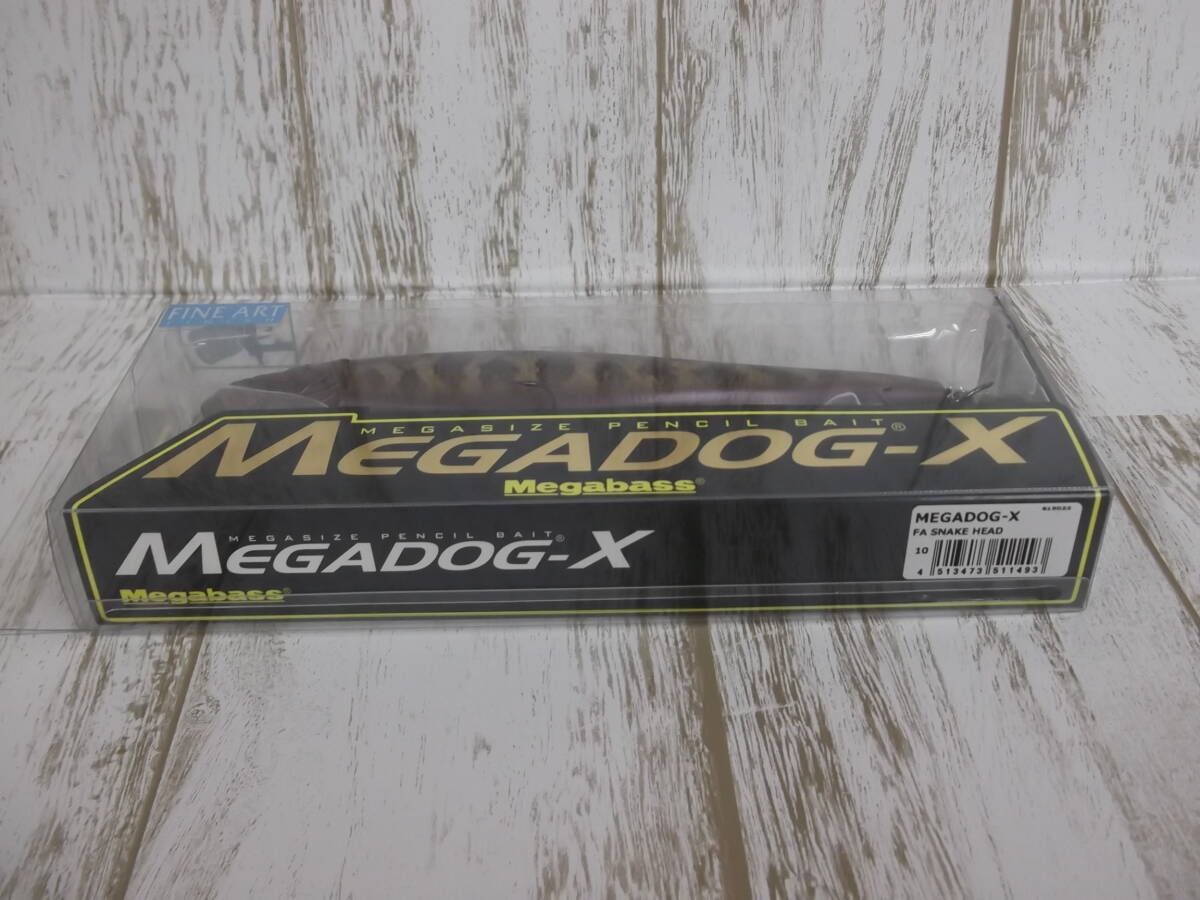 FINE ART
MEGASIZE PENCIL BAIT®
MEGADOG-X
Megabass®
MEGASIZE PENCIL BAIT®
MEGADOG-X
Megabass®
MEGADOG-X
FA SNAKE HEAD
10
4 513473 511493